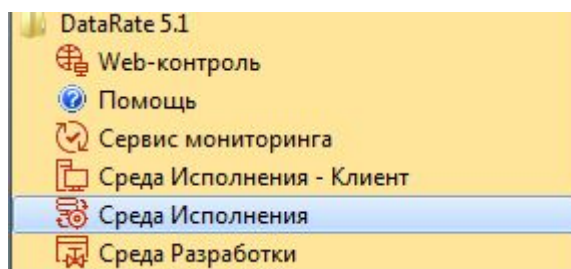 DataRate 5.1
Web-контроль
Помощь
Сервис мониторинга
Среда Исполнения - Клиент
Среда Исполнения
Среда Разработки